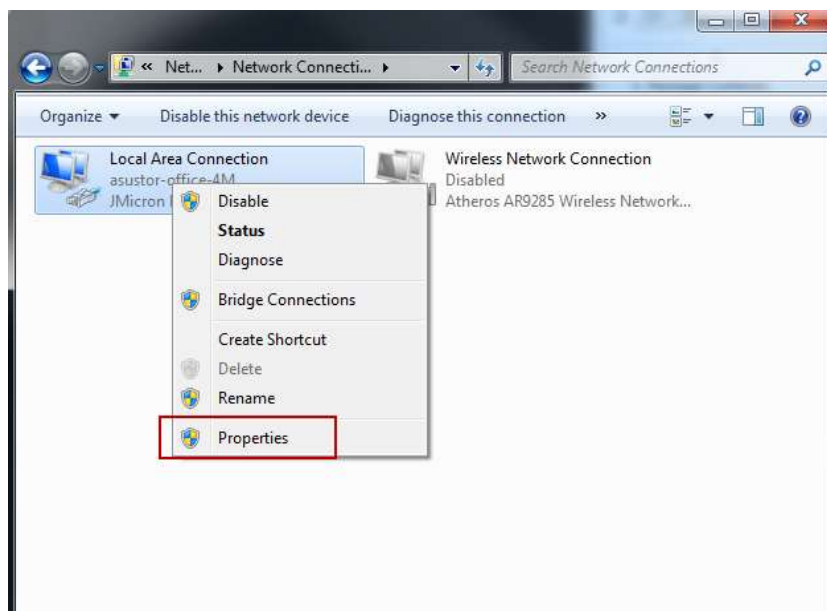 « Net... Network Connecti...
Search Network Connections
Organize Disable this network device Diagnose this connection »
Local Area Connection
asustor-office-4M
JMicron
Wireless Network Connection
Disabled
Atheros AR9285 Wireless Network...
Disable
Status
Diagnose
Bridge Connections
Create Shortcut
Delete
Rename
Properties